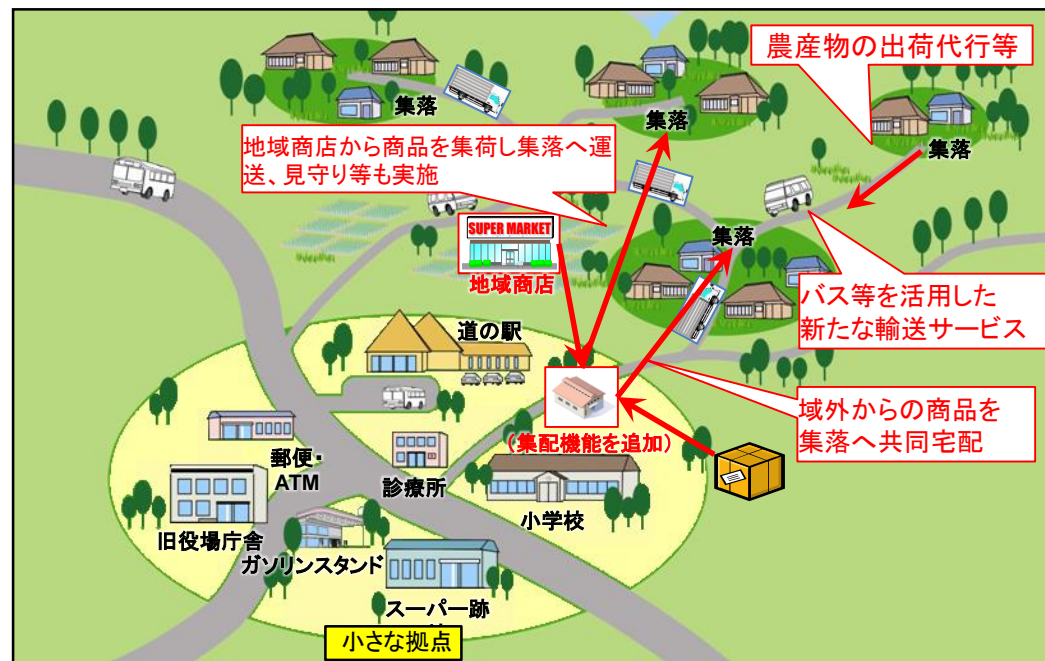 農産物の出荷代行等
集落
集落
集落
地域商店から商品を集荷し集落へ運
送、見守り等も実施
SUPER MARKET
地域商店
集落
バス等を活用した
新たな輸送サービス
道の駅
域外からの商品を
集落へ共同宅配
（集配機能を追加）
郵便・
ATM
診療所
小学校
旧役場庁舎
ガソリンスタンド
スーパー跡
小さな拠点